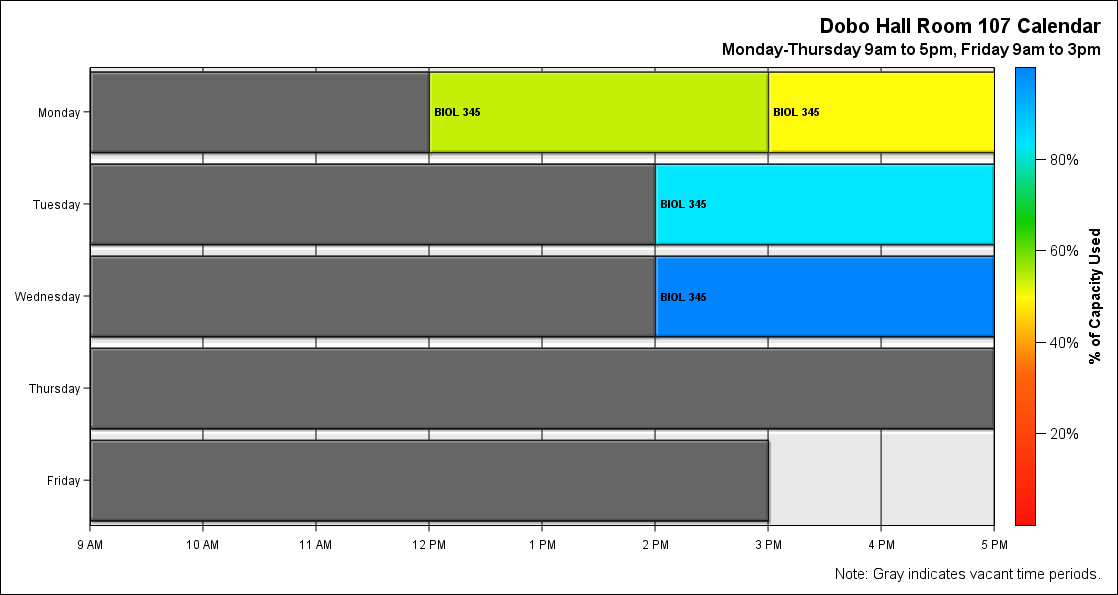 Dobo Hall Room 107 Calendar
Monday-Thursday 9am to 5pm, Friday 9am to 3pm
Monday
BIOL 345
BIOL 345
Tuesday
BIOL 345
Wednesday
BIOL 345
Thursday
Friday
9 AM
10 AM
11 AM
12 PM
1 PM
2 PM
3 PM
4 PM
5 PM
80%
60%
40%
20%
% of Capacity Used
Note: Gray indicates vacant time periods.